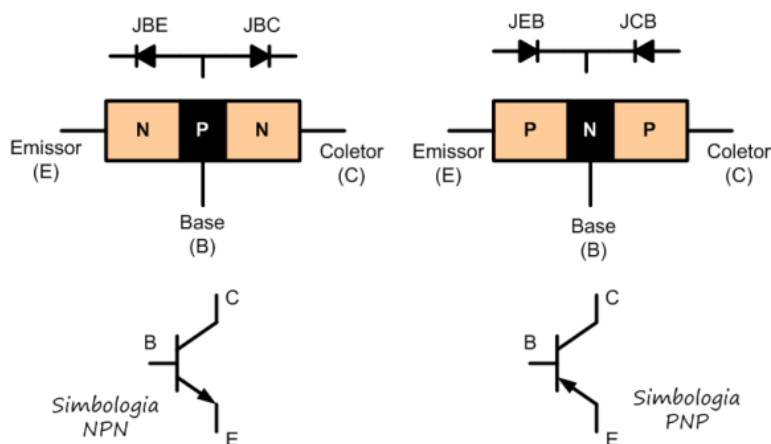 JBE JBC
N P N
Emissor
(E)
Coletor
(C)
Base
(B)
C
B
E
Simbologia
NPN
JEB JCB
P N P
Emissor
(E)
Coletor
(C)
Base
(B)
C
B
E
Simbologia
PNP